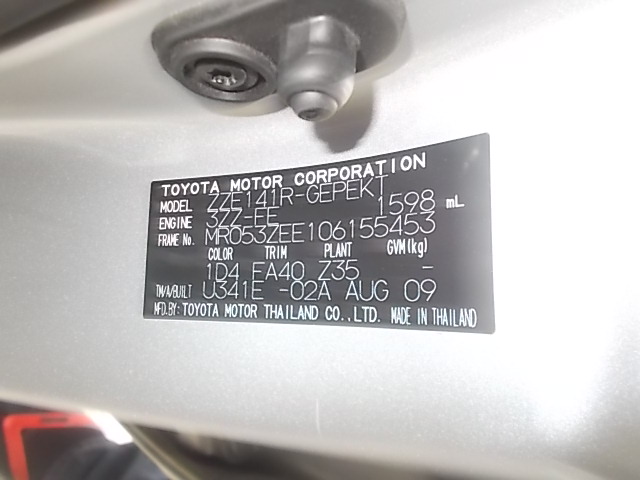 TOYOTA MOTOR CORPORATION
MODEL ZZE141R-GEPEKT
ENGINE 3ZZ-FE 1598 mL
FRAME No. MR053ZEE106155453
COLOR TRIM PLANT GVM(kg)
1D4 FA40 Z35 -
TM/A/BUILT U341E -02A AUG 09
MFD.BY: TOYOTA MOTOR THAILAND CO.,LTD. MADE IN THAILAND